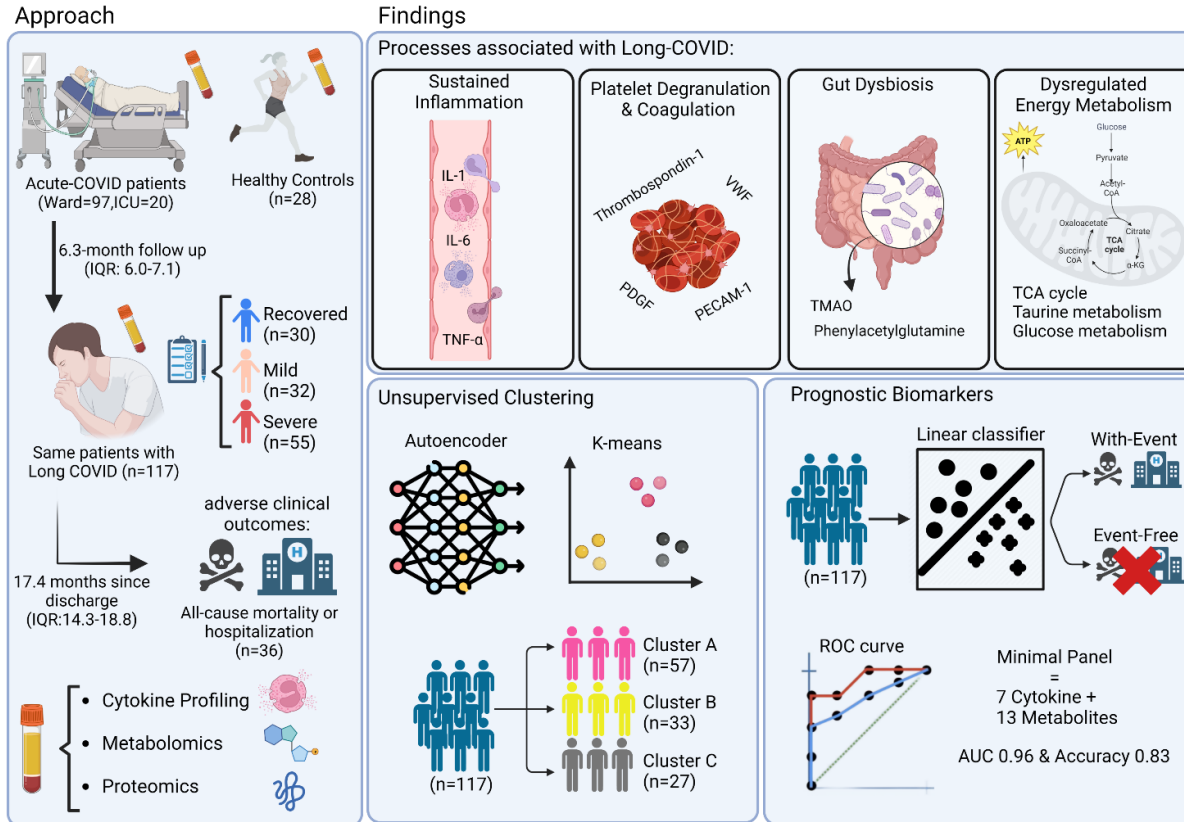 Approach
Acute-COVID patients
(Ward=97,ICU=20)
Healthy Controls
(n=28)
6.3-month follow up
(IQR: 6.0-7.1)
Recovered
(n=30)
Mild
(n=32)
Severe
(n=55)
Same patients with
Long COVID (n=117)
adverse clinical
outcomes:
H
17.4 months since
discharge
(IQR:14.3-18.8)
All-cause mortality or
hospitalization
(n=36)
• Cytokine Profiling
• Metabolomics
• Proteomics
Findings
Processes associated with Long-COVID:
Sustained
Inflammation
IL-1
IL-6
TNF-α
Platelet Degranulation
& Coagulation
Thrombospondin-1
VWF
PDGF
PECAM-1
Gut Dysbiosis
TMAO
Phenylacetylglutamine
Dysregulated
Energy Metabolism
ATP
Glucose
Pyruvate
Acetyl-
CoA
Oxaloacetate
Citrate
TCA
cycle
Succinyl-
CoA
α-KG
TCA cycle
Taurine metabolism
Glucose metabolism
Unsupervised Clustering
Autoencoder
K-means
(n=117)
Cluster A
(n=57)
Cluster B
(n=33)
Cluster C
(n=27)
Prognostic Biomarkers
Linear classifier
(n=117)
With-Event
H
Event-Free
ROC curve
Minimal Panel
=
7 Cytokine +
13 Metabolites
AUC 0.96 & Accuracy 0.83